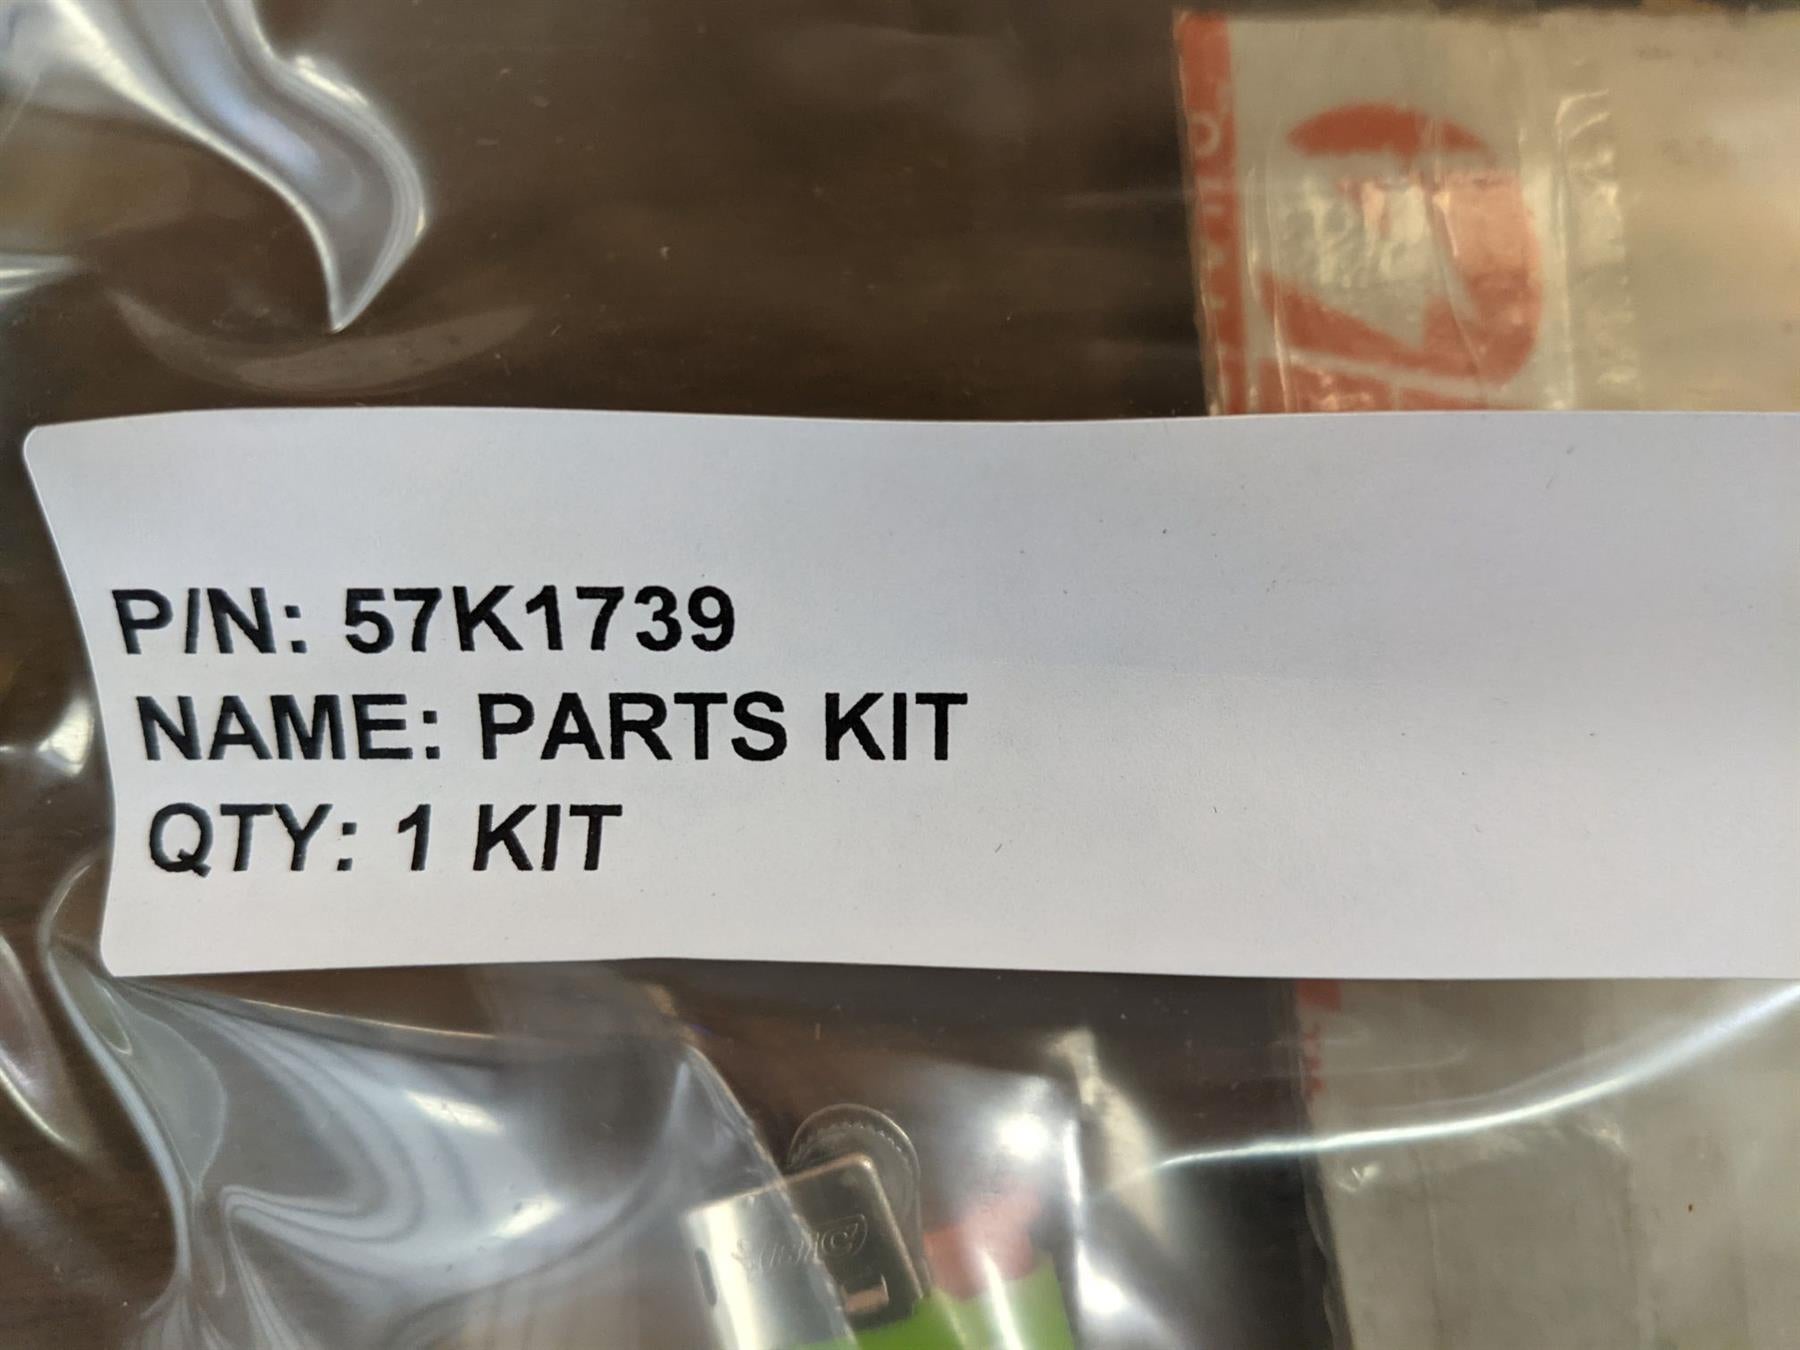 P/N: 57K1739
NAME: PARTS KIT
QTY: 1 KIT